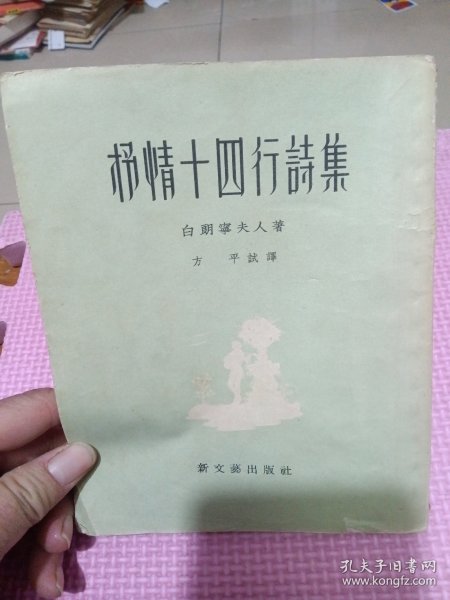 抒情十四行詩集
白朗寧夫人著
方 平試譯
新文藝出版社
孔夫子旧书网
www.kongfz.com